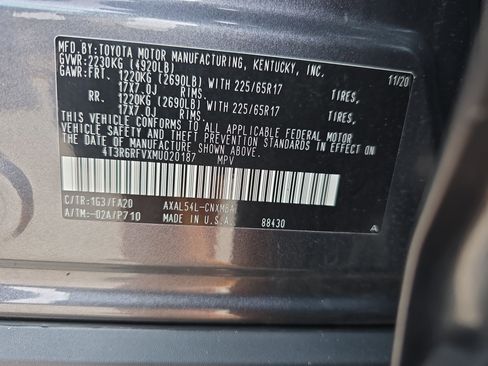 MFD. BY:TOYOTA MOTOR MANUFACTURING, KENTUCKY, INC.
GVWR:2230KG (4920LB) 11/20
GAWR:FRT. 1220KG (2690LB) WITH 225/65R17 TIRES,
17X7.0J RIMS,
RR. 1220KG (2690LB) WITH 225/65R17 TIRES,
17X7.0J RIMS,
THIS VEHICLE CONFORMS TO ALL APPLICABLE FEDERAL MOTOR
VEHICLE SAFETY AND THEFT PREVENTION STANDARDS IN EFFECT ON
THE DATE OF MANUFACTURE SHOWN ABOVE.
4T3R6RFVXMU020187 MPV
C/TR:1G3/FA20 AXAL54L-CNXMBA
A/TM:-02A/P710 MADE IN U.S.A.
88430 A